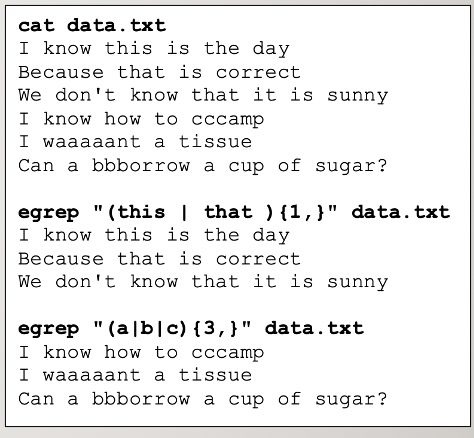 cat data.txt
I know this is the day
Because that is correct
We don't know that it is sunny
I know how to cccamp
I waaaaant a tissue
Can a bbborrow a cup of sugar?
egrep "(this | that ){1,}" data.txt
I know this is the day
Because that is correct
We don't know that it is sunny
egrep "(a|b|c){3,}" data.txt
I know how to cccamp
I waaaaant a tissue
Can a bbborrow a cup of sugar?